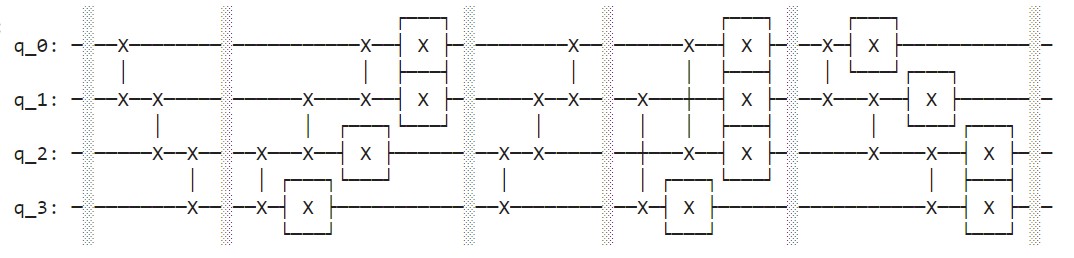 q_0: X X X X X X X X
q_1: X X X X X X X X X X X X
q_2: X X X X X X X X X X X X
q_3: X X X X X X X X